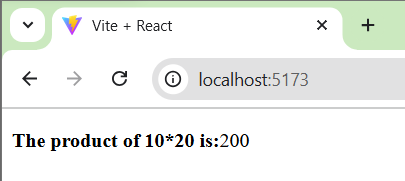 Vite + React
localhost:5173
The product of 10*20 is:200